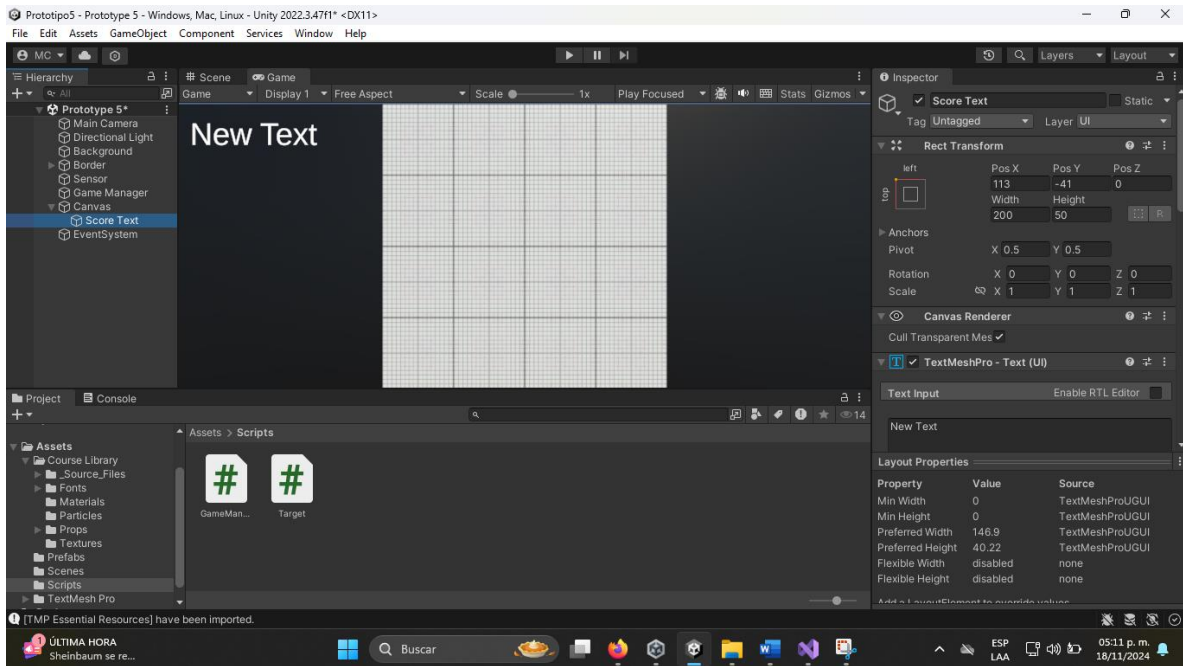 Prototipo5 - Prototype 5 - Windows, Mac, Linux - Unity 2022.3.47f1* <DX11>
File Edit Assets GameObject Component Services Window Help
MC Layers Layout
Hierarchy
All
Prototype 5*
Main Camera
Directional Light
Background
Border
Sensor
Game Manager
Canvas
Score Text
EventSystem
Scene Game
Game Display 1 Free Aspect Scale 1x Play Focused Stats Gizmos
New Text
Inspector
Score Text Static
Tag Untagged Layer UI
Rect Transform
left Pos X Pos Y Pos Z
top 113 -41 0
Width Height
200 50 R
Anchors
Pivot X 0.5 Y 0.5
Rotation X 0 Y 0 Z 0
Scale X 1 Y 1 Z 1
Canvas Renderer
Cull Transparent Mes
TextMeshPro - Text (UI)
Text Input Enable RTL Editor
New Text
Layout Properties
Property Value Source
Min Width 0 TextMeshProUGUI
Min Height 0 TextMeshProUGUI
Preferred Width 146.9 TextMeshProUGUI
Preferred Height 40.22 TextMeshProUGUI
Flexible Width disabled none
Flexible Height disabled none
Add a LayoutElement to override values
Project Console
14
Assets
Course Library
_Source_Files
Fonts
Materials
Particles
Props
Textures
Prefabs
Scenes
Scripts
TextMesh Pro
Assets > Scripts
# #
GameMan... Target
[TMP Essential Resources] have been imported.
1 ÚLTIMA HORA
Sheinbaum se re...
Buscar
ESP
LAA
05:11 p. m.
18/11/2024